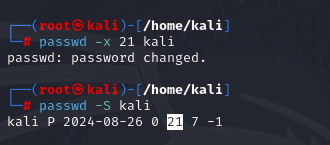 ┌──(root㉿kali)-[/home/kali]
└─# passwd -x 21 kali
passwd: password changed.
┌──(root㉿kali)-[/home/kali]
└─# passwd -S kali
kali P 2024-08-26 0 21 7 -1